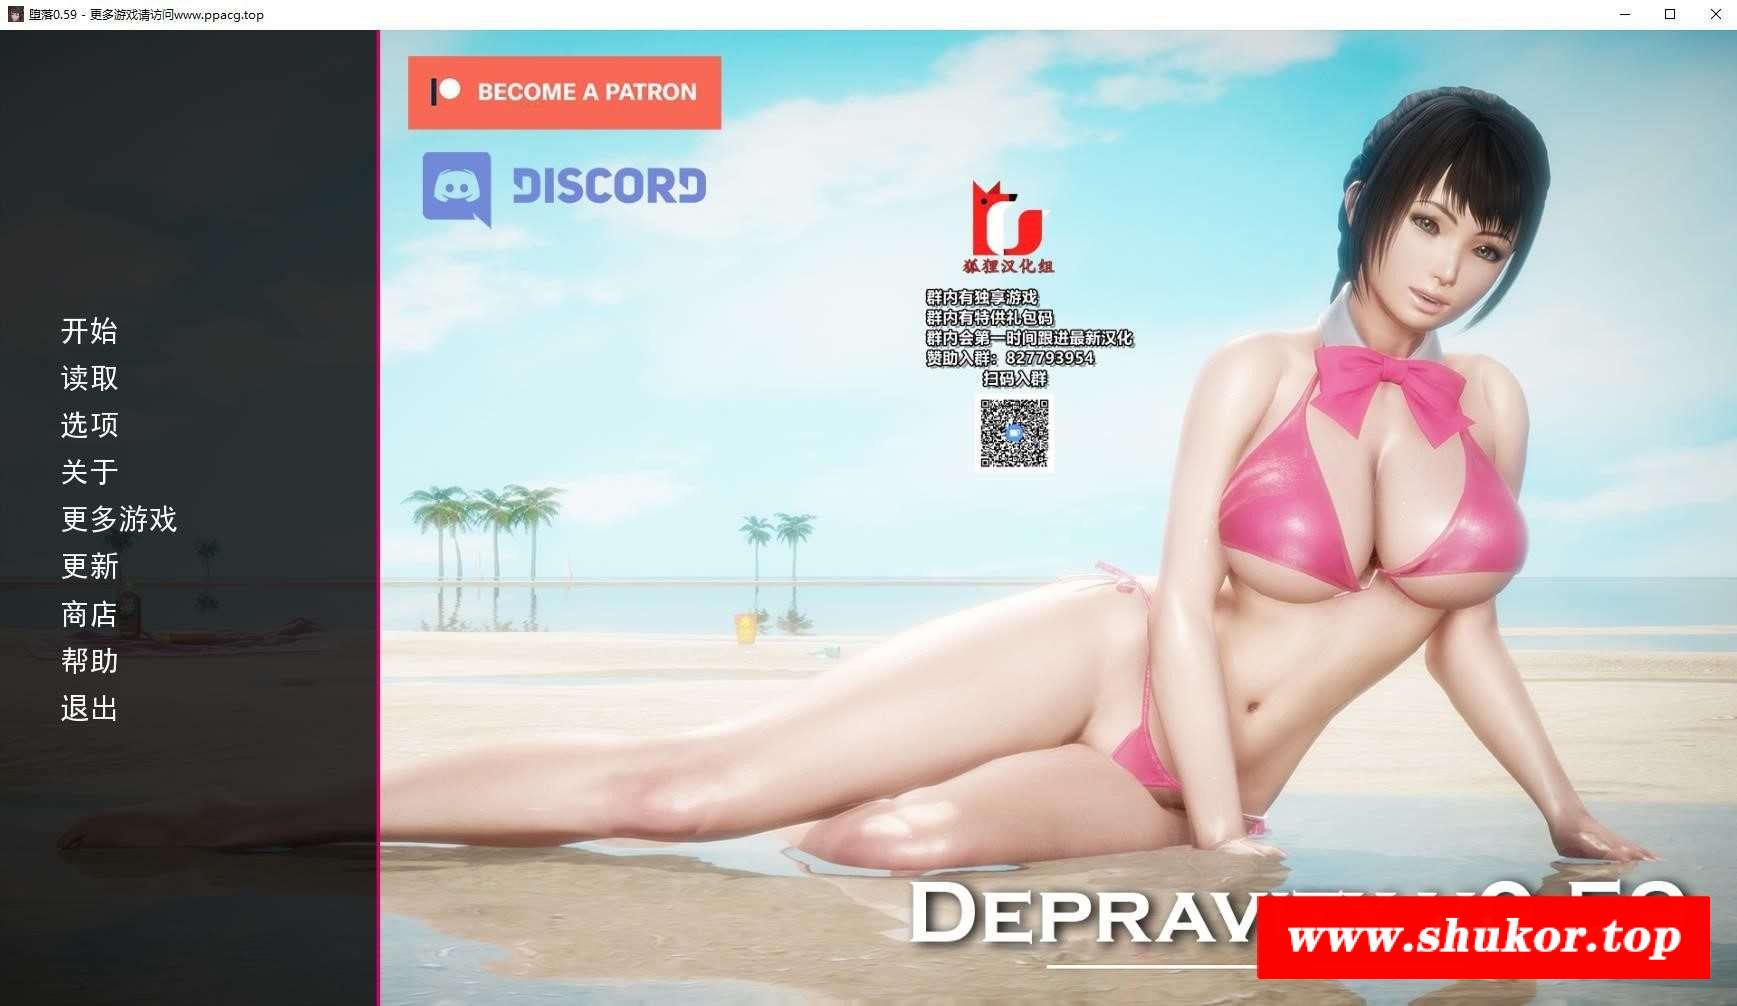 堕落0.59 - 更多游戏请访问www.ppacg.top
BECOME A PATRON
DISCORD
狐狸汉化组
群内有独享游戏
群内有特供礼包码
群内会第一时间跟进最新汉化
赞助入群：827793954
扫码入群
开始
读取
选项
关于
更多游戏
更新
商店
帮助
退出
www.shukor.top